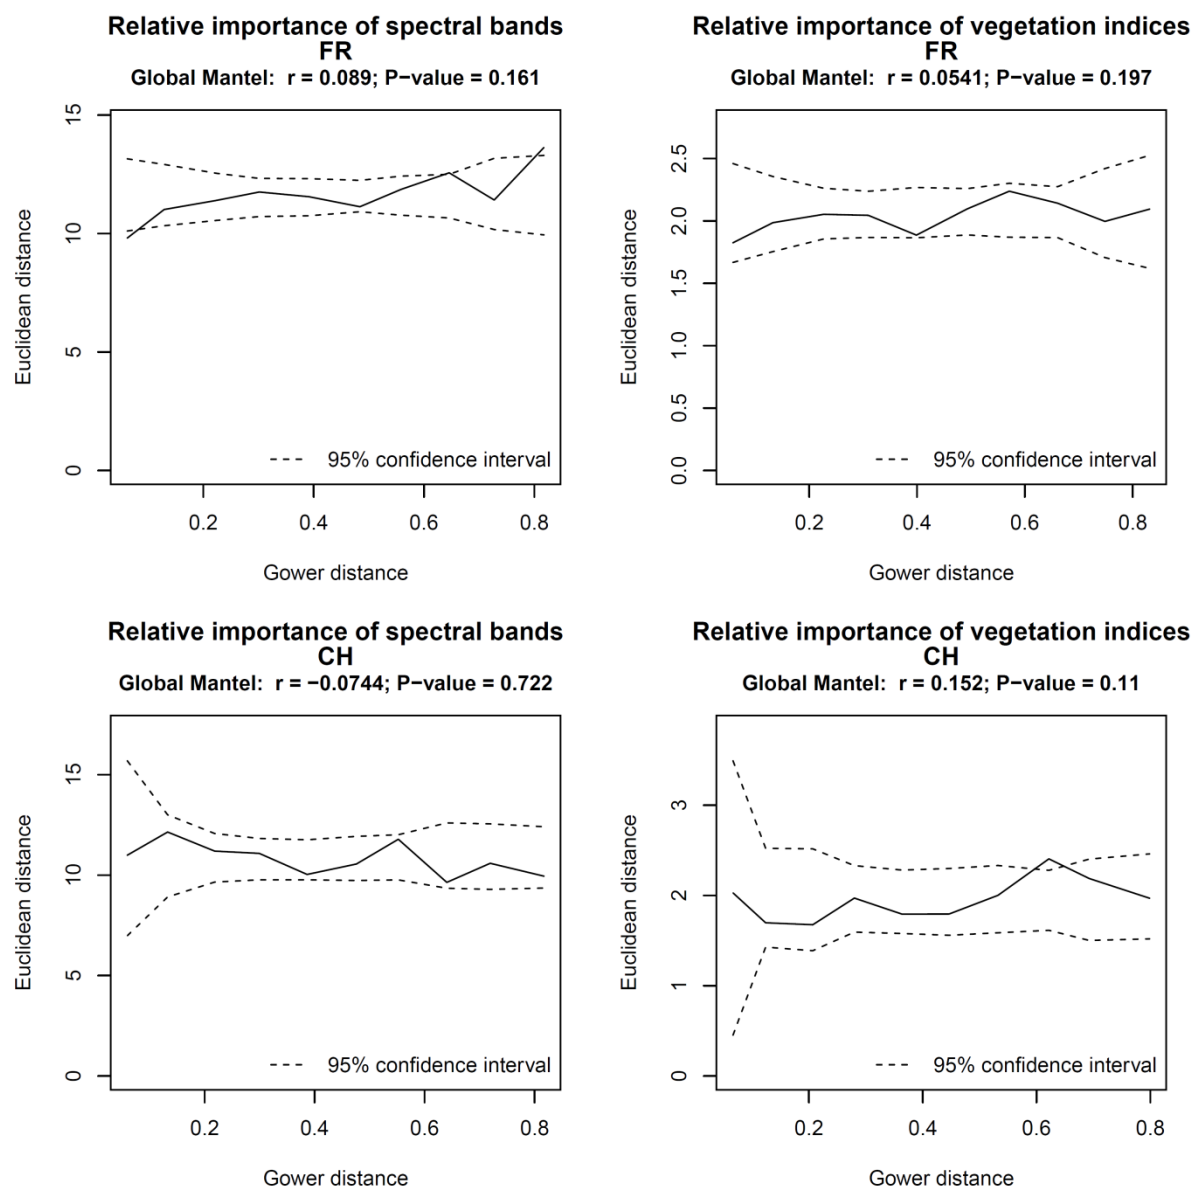 Relative importance of spectral bands
FR
Global Mantel: r = 0.089; P−value = 0.161
15
10
5
0
Euclidean distance
95% confidence interval
0.2 0.4 0.6 0.8
Gower distance
Relative importance of vegetation indices
FR
Global Mantel: r = 0.0541; P−value = 0.197
2.5
2.0
1.5
1.0
0.5
0.0
Euclidean distance
95% confidence interval
0.2 0.4 0.6 0.8
Gower distance
Relative importance of spectral bands
CH
Global Mantel: r = −0.0744; P−value = 0.722
15
10
5
0
Euclidean distance
95% confidence interval
0.2 0.4 0.6 0.8
Gower distance
Relative importance of vegetation indices
CH
Global Mantel: r = 0.152; P−value = 0.11
3
2
1
0
Euclidean distance
95% confidence interval
0.2 0.4 0.6 0.8
Gower distance